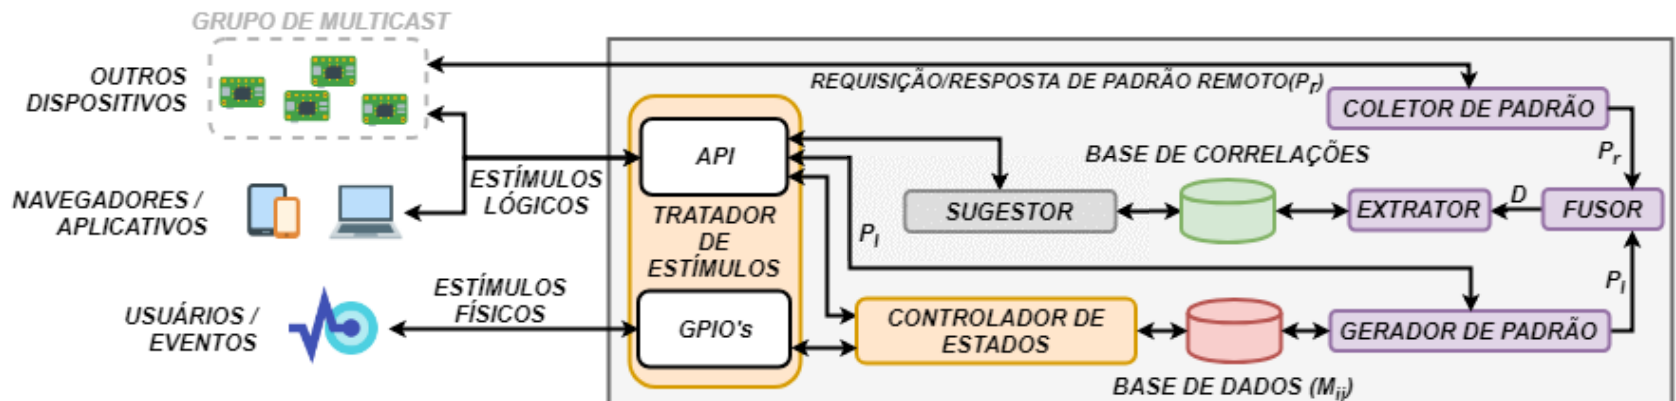 GRUPO DE MULTICAST
OUTROS
DISPOSITIVOS
REQUISIÇÃO/RESPOSTA DE PADRÃO REMOTO(Pr)
COLETOR DE PADRÃO
API
BASE DE CORRELAÇÕES
Pr
NAVEGADORES /
APLICATIVOS
ESTÍMULOS
LÓGICOS
TRATADOR
DE
ESTÍMULOS
Pl
SUGESTOR
EXTRATOR
D
FUSOR
Pl
USUÁRIOS /
EVENTOS
ESTÍMULOS
FÍSICOS
GPIO's
CONTROLADOR DE
ESTADOS
GERADOR DE PADRÃO
BASE DE DADOS (Mij)